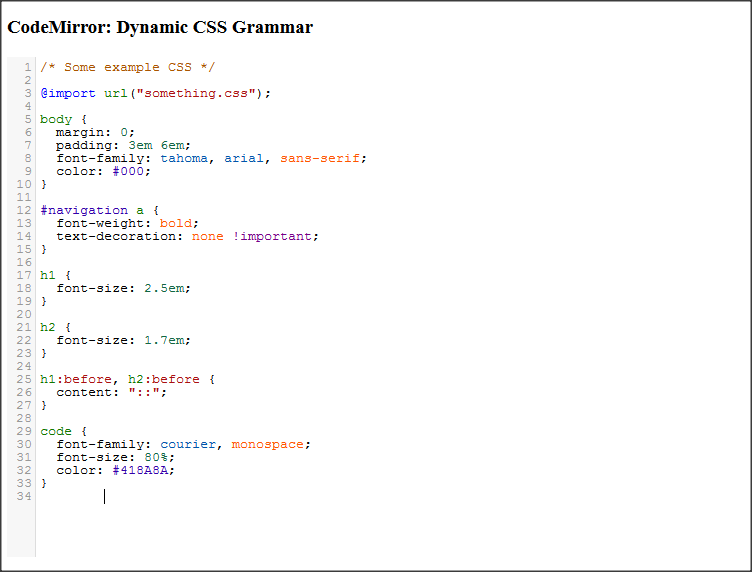 CodeMirror: Dynamic CSS Grammar
1 /* Some example CSS */
2
3 @import url("something.css");
4
5 body {
6   margin: 0;
7   padding: 3em 6em;
8   font-family: tahoma, arial, sans-serif;
9   color: #000;
10 }
11
12 #navigation a {
13   font-weight: bold;
14   text-decoration: none !important;
15 }
16
17 h1 {
18   font-size: 2.5em;
19 }
20
21 h2 {
22   font-size: 1.7em;
23 }
24
25 h1:before, h2:before {
26   content: "::";
27 }
28
29 code {
30   font-family: courier, monospace;
31   font-size: 80%;
32   color: #418A8A;
33 }
34